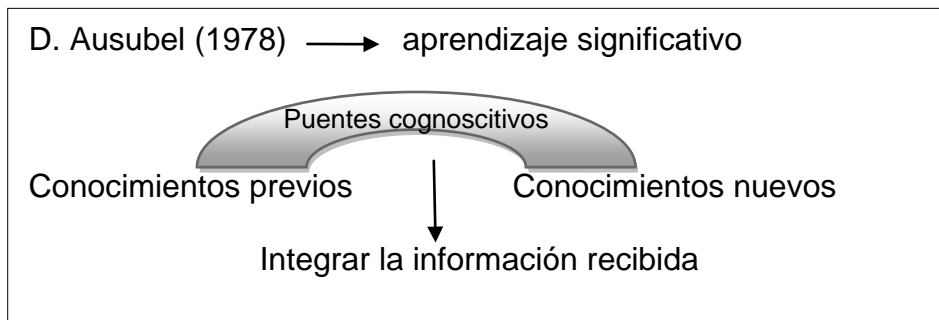 D. Ausubel (1978) aprendizaje significativo
Puentes cognoscitivos
Conocimientos previos Conocimientos nuevos
Integrar la información recibida